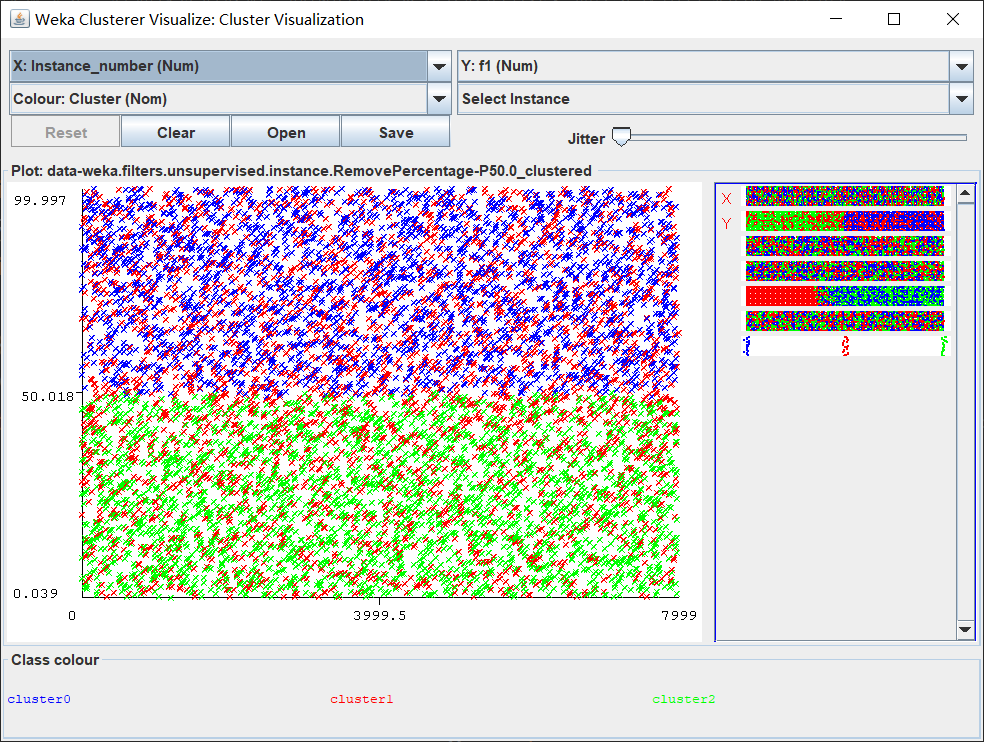 Weka Clusterer Visualize: Cluster Visualization
X: Instance_number (Num)
Y: f1 (Num)
Colour: Cluster (Nom)
Select Instance
Reset
Clear
Open
Save
Jitter
Plot: data-weka.filters.unsupervised.instance.RemovePercentage-P50.0_clustered
99.997
50.018
0.039
0
3999.5
7999
X
Y
Class colour
cluster0
cluster1
cluster2